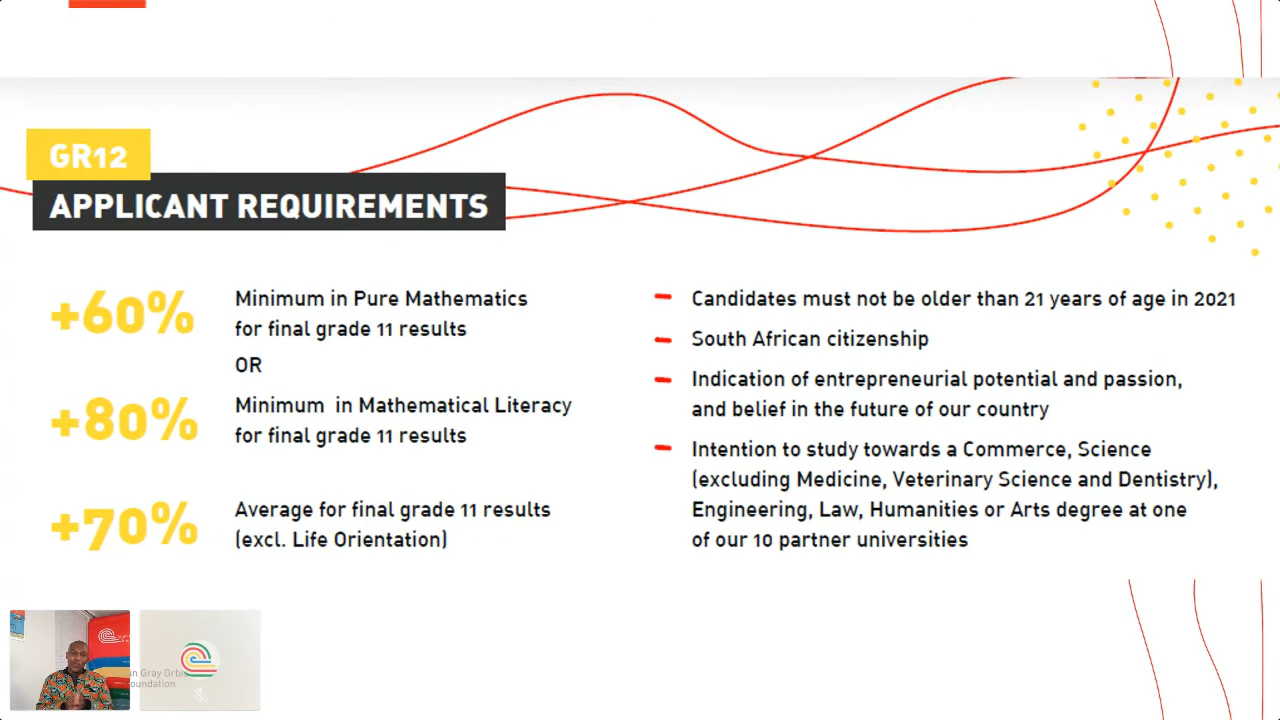 GR12
APPLICANT REQUIREMENTS
+60%
Minimum in Pure Mathematics
for final grade 11 results
OR
+80%
Minimum in Mathematical Literacy
for final grade 11 results
+70%
Average for final grade 11 results
(excl. Life Orientation)
Candidates must not be older than 21 years of age in 2021
South African citizenship
Indication of entrepreneurial potential and passion,
and belief in the future of our country
Intention to study towards a Commerce, Science
(excluding Medicine, Veterinary Science and Dentistry),
Engineering, Law, Humanities or Arts degree at one
of our 10 partner universities
Gray